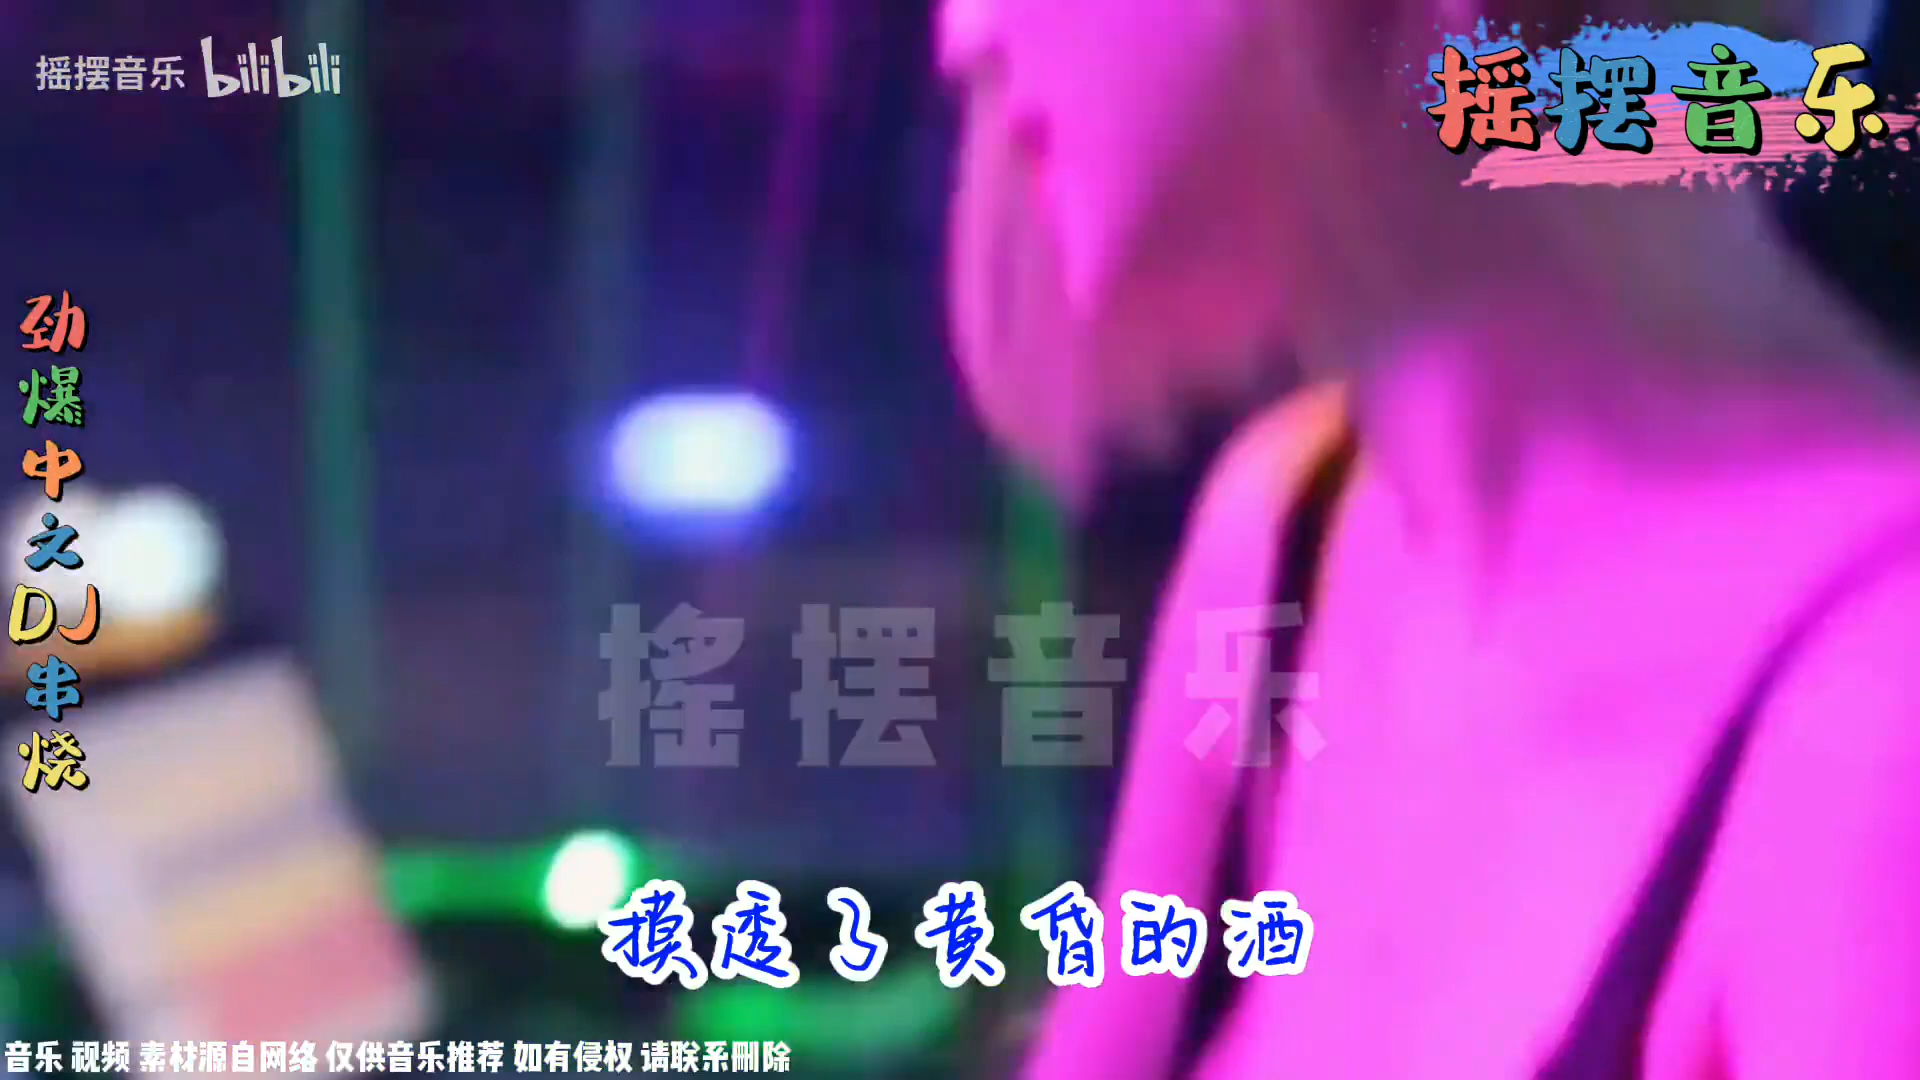 摇摆音乐 bilibili
摇摆音乐
劲爆中文DJ串烧
摇摆音乐
摸透了黄昏的酒
音乐 视频 素材源自网络 仅供音乐推荐 如有侵权 请联系删除